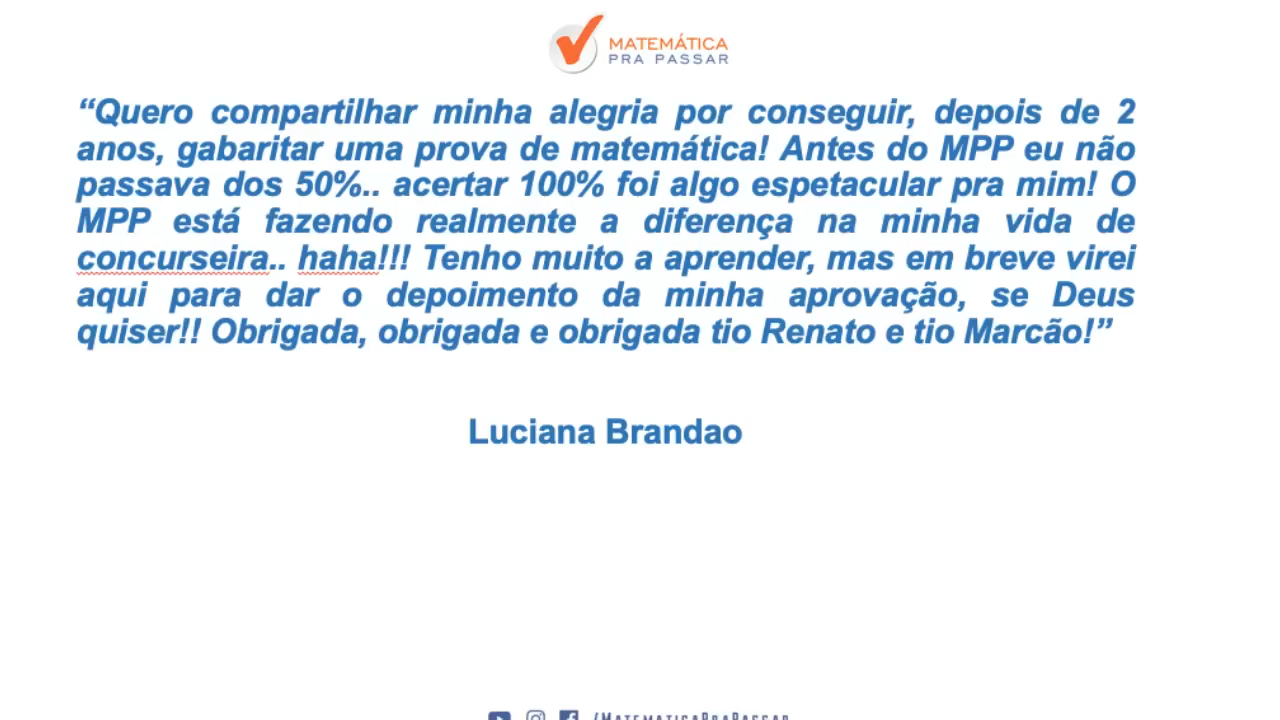 MATEMÁTICA
PRA PASSAR
“Quero compartilhar minha alegria por conseguir, depois de 2
anos, gabaritar uma prova de matemática! Antes do MPP eu não
passava dos 50%.. acertar 100% foi algo espetacular pra mim! O
MPP está fazendo realmente a diferença na minha vida de
concurseira.. haha!!! Tenho muito a aprender, mas em breve virei
aqui para dar o depoimento da minha aprovação, se Deus
quiser!! Obrigada, obrigada e obrigada tio Renato e tio Marcão!”
Luciana Brandao
/MATEMATICAPRAPASSAR